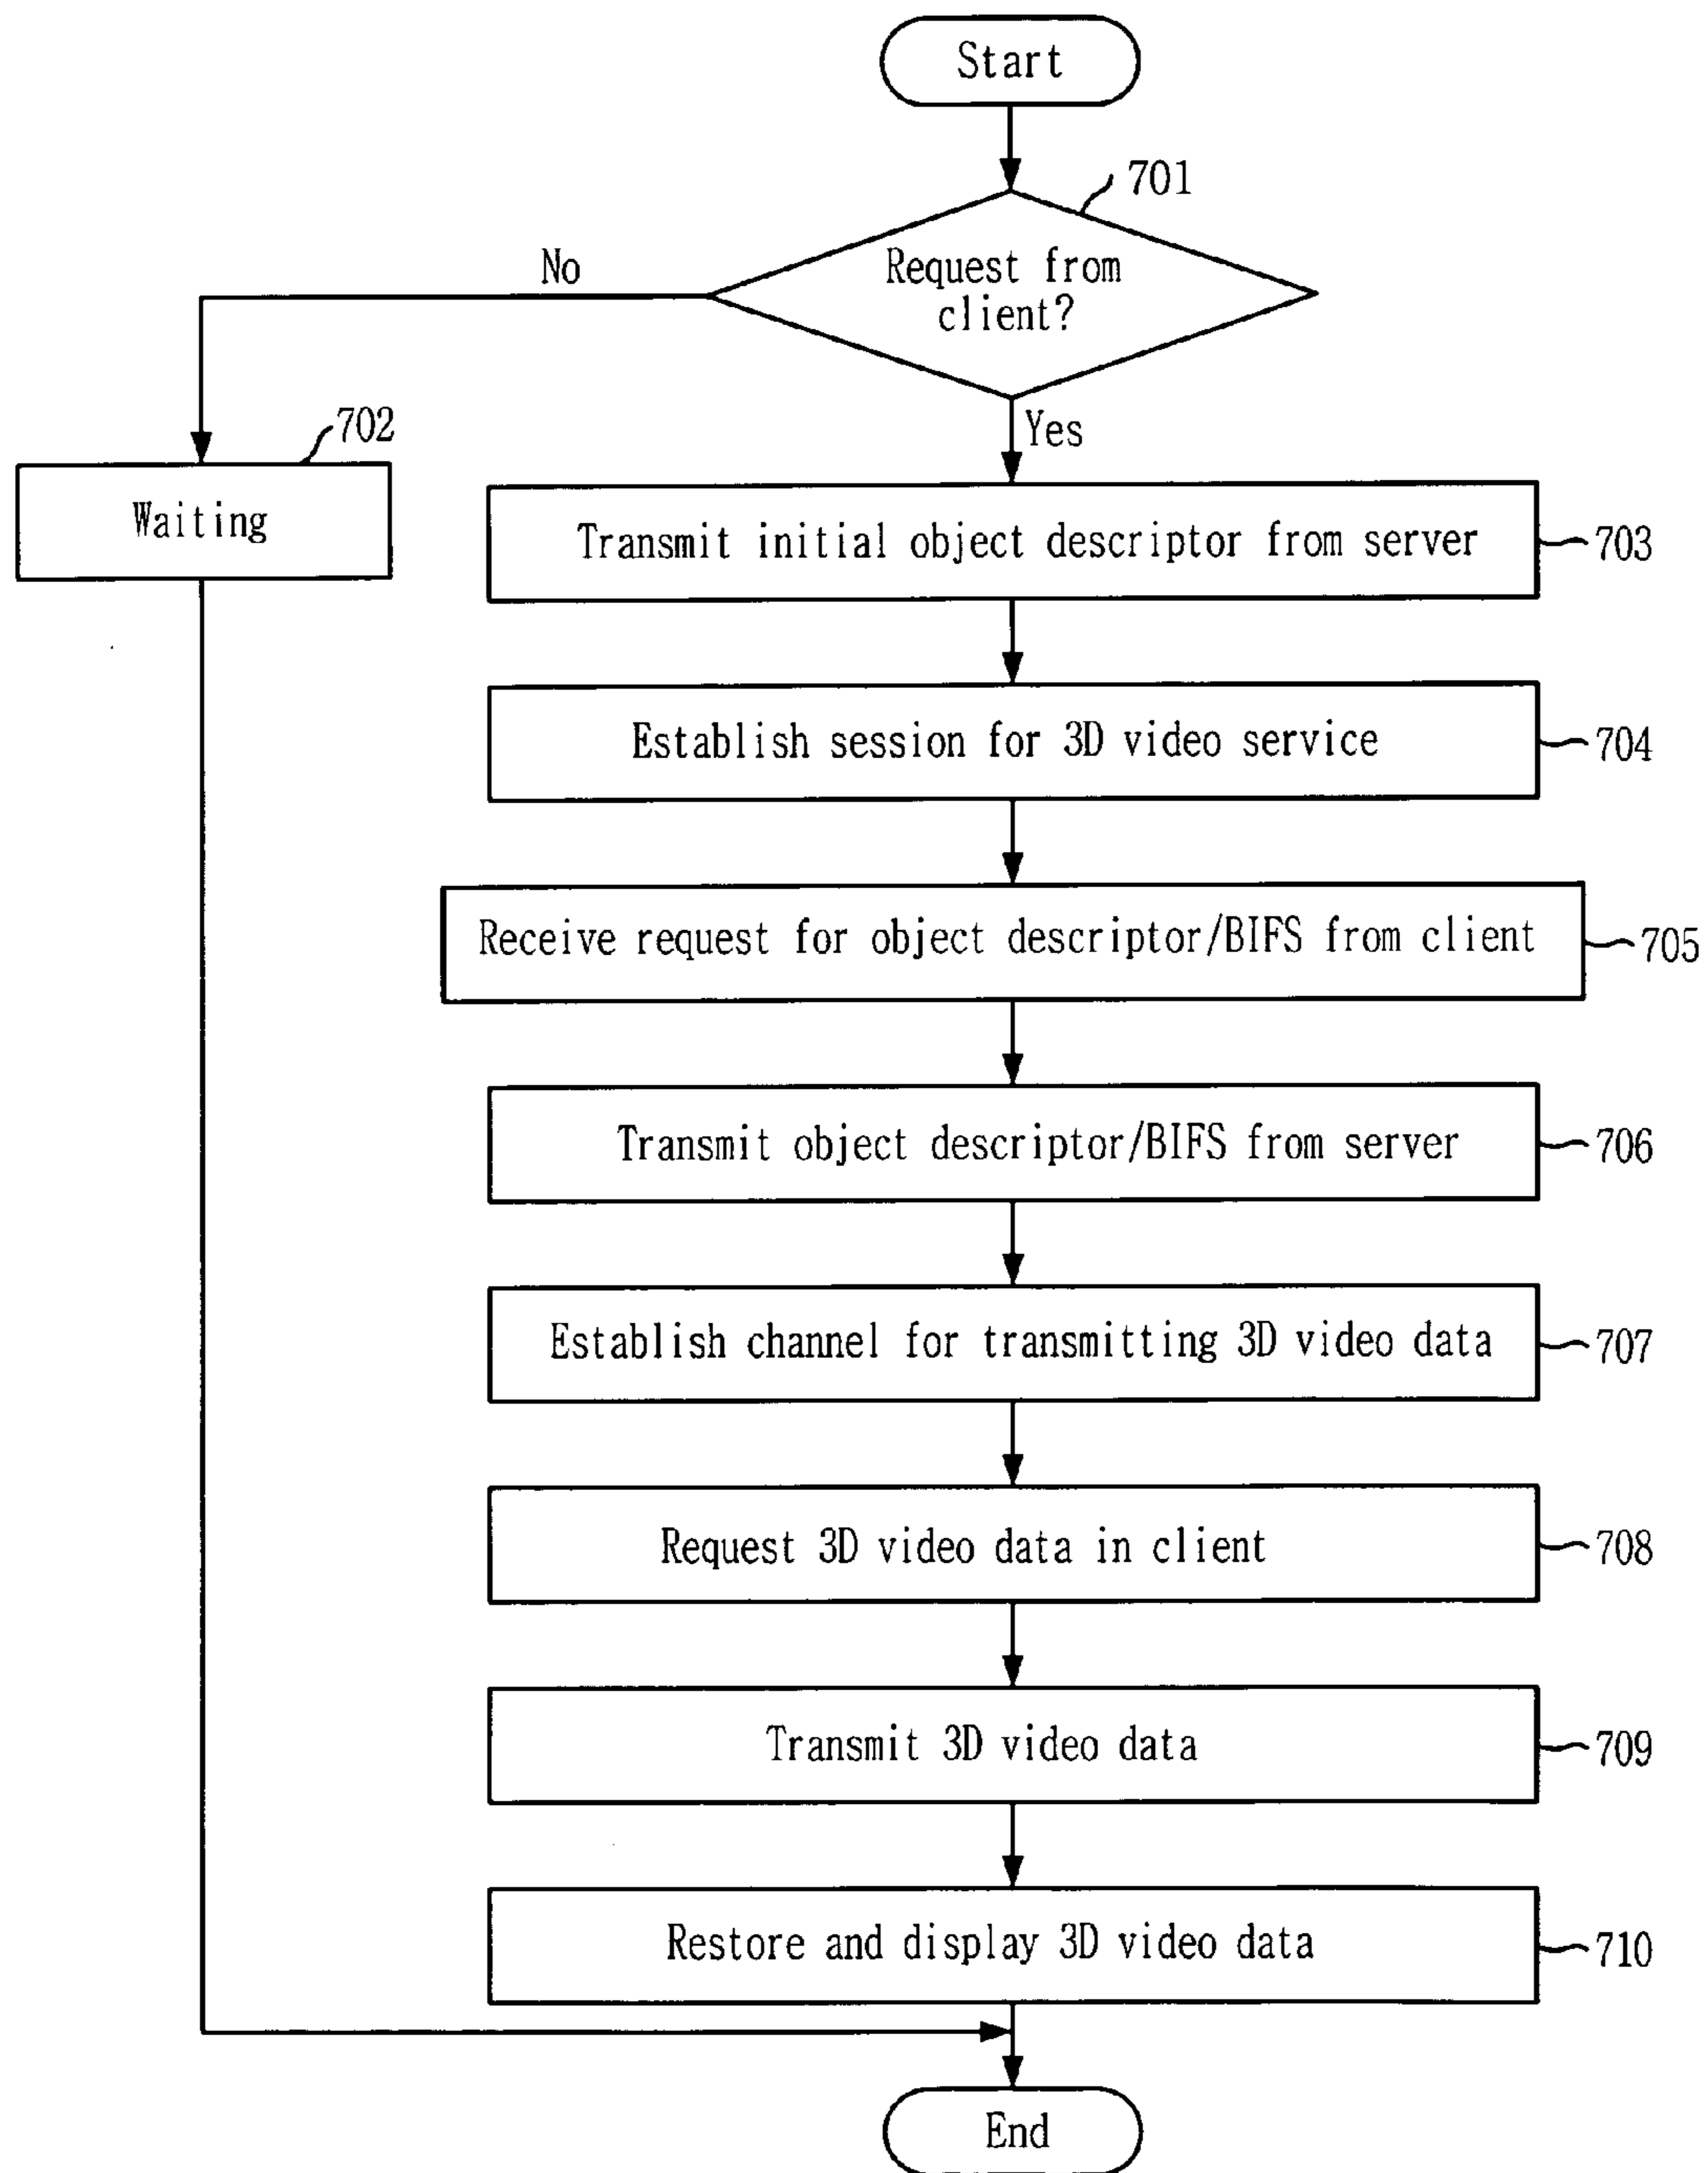 Start
701
Request from
client?
No
Yes
702
Waiting
Transmit initial object descriptor from server
703
Establish session for 3D video service
704
Receive request for object descriptor/BIFS from client
705
Transmit object descriptor/BIFS from server
706
Establish channel for transmitting 3D video data
707
Request 3D video data in client
708
Transmit 3D video data
709
Restore and display 3D video data
710
End